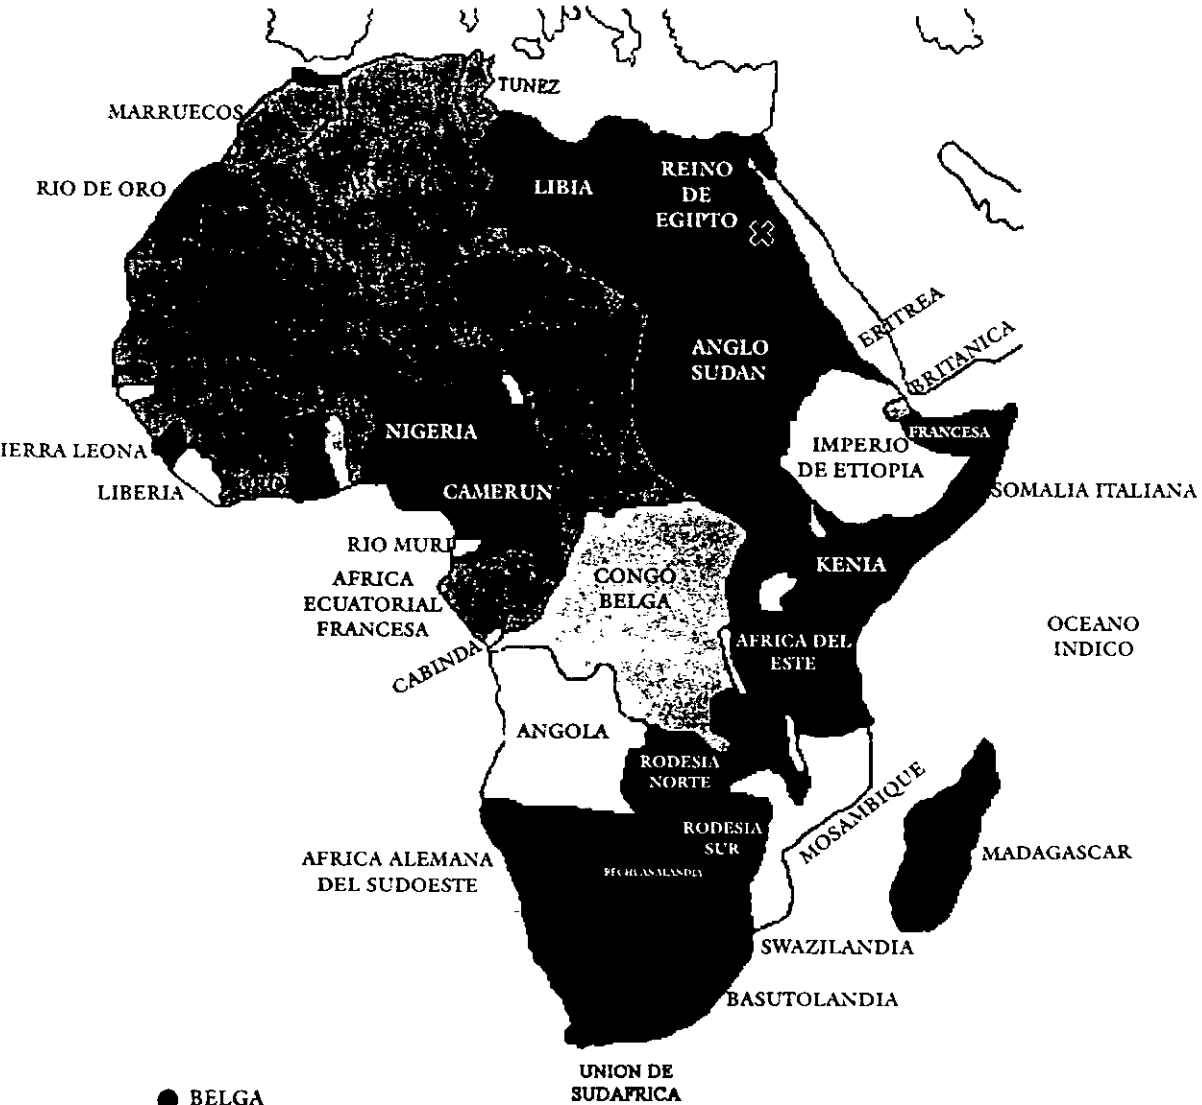 TUNEZ
MARRUECOS
RIO DE ORO
LIBIA
REINO
DE
EGIPTO
ERITREA
BRITANICA
ANGLO
SUDAN
FRANCESA
NIGERIA
IMPERIO
DE ETIOPIA
IERRA LEONA
LIBERIA
CAMERUN
SOMALIA ITALIANA
RIO MURI
KENIA
AFRICA
ECUATORIAL
FRANCESA
CONGO
BELGA
OCEANO
INDICO
CABINDA
AFRICA DEL
ESTE
ANGOLA
RODESIA
NORTE
MOSAMBIQUE
RODESIA
SUR
MADAGASCAR
AFRICA ALEMANA
DEL SUDOESTE
BECHUANALANDIA
SWAZILANDIA
BASUTOLANDIA
UNION DE
SUDAFRICA
BELGA